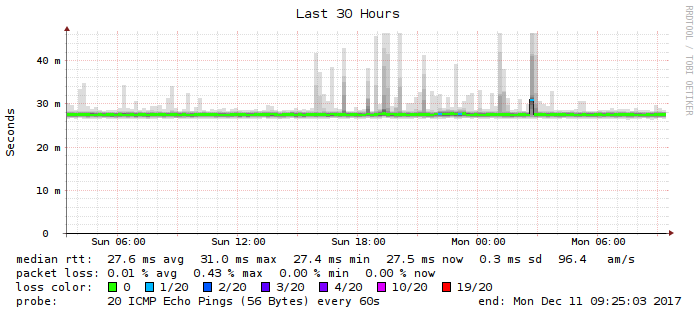 Last 30 Hours
RRDTOOL / TOBI OETIKER
Seconds
40 m
30 m
20 m
10 m
0
Sun 06:00 Sun 12:00 Sun 18:00 Mon 00:00 Mon 06:00
median rtt: 27.6 ms avg 31.0 ms max 27.4 ms min 27.5 ms now 0.3 ms sd 96.4 am/s
packet loss: 0.01 % avg 0.43 % max 0.00 % min 0.00 % now
loss color: 0 1/20 2/20 3/20 4/20 10/20 19/20
probe: 20 ICMP Echo Pings (56 Bytes) every 60s end: Mon Dec 11 09:25:03 2017